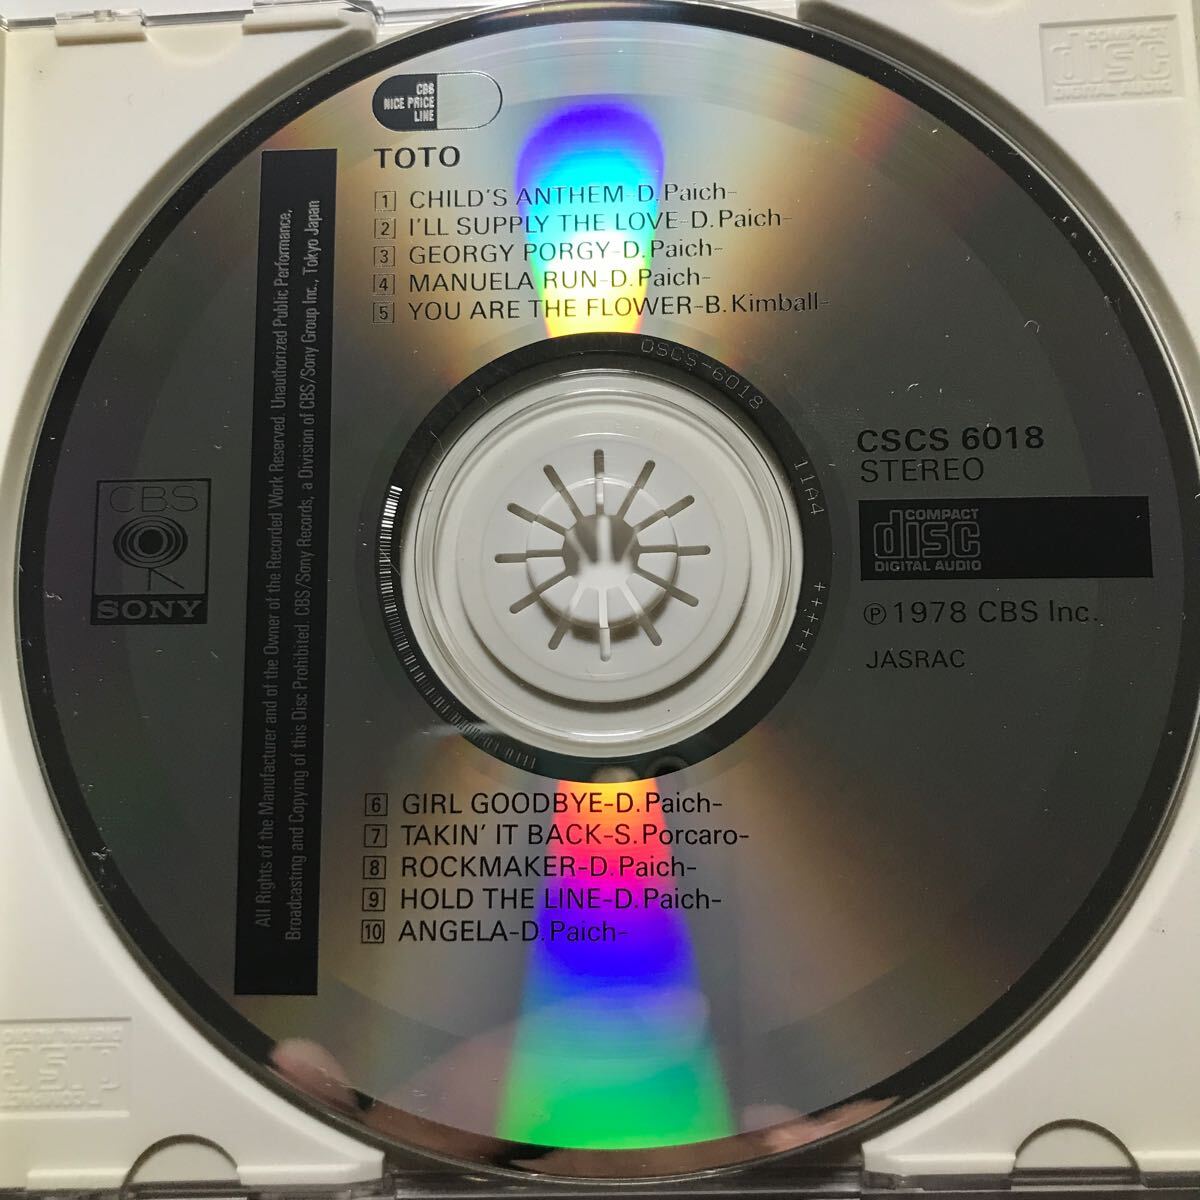 CBS
NICE PRICE
LINE
TOTO
1 CHILD'S ANTHEM-D.Paich-
2 I'LL SUPPLY THE LOVE-D.Paich-
3 GEORGY PORGY-D.Paich-
4 MANUELA RUN-D.Paich-
5 YOU ARE THE FLOWER-B.Kimball-
All Rights of the Manufacturer and of the Owner of the Recorded Work Reserved. Unauthorized Public Performance,
Broadcasting and Copying of this Disc Prohibited. CBS/Sony Records, a Division of CBS/Sony Group Inc., Tokyo Japan
CBS
SONY
CSCS-6018 11A4 +++++
CSCS 6018
STEREO
COMPACT
disc
DIGITAL AUDIO
℗ 1978 CBS Inc.
JASRAC
6 GIRL GOODBYE-D.Paich-
7 TAKIN' IT BACK-S.Porcaro-
8 ROCKMAKER-D.Paich-
9 HOLD THE LINE-D.Paich-
10 ANGELA-D.Paich-
COMPACT
disc
DIGITAL AUDIO
COMPACT
disc
DIGITAL AUDIO